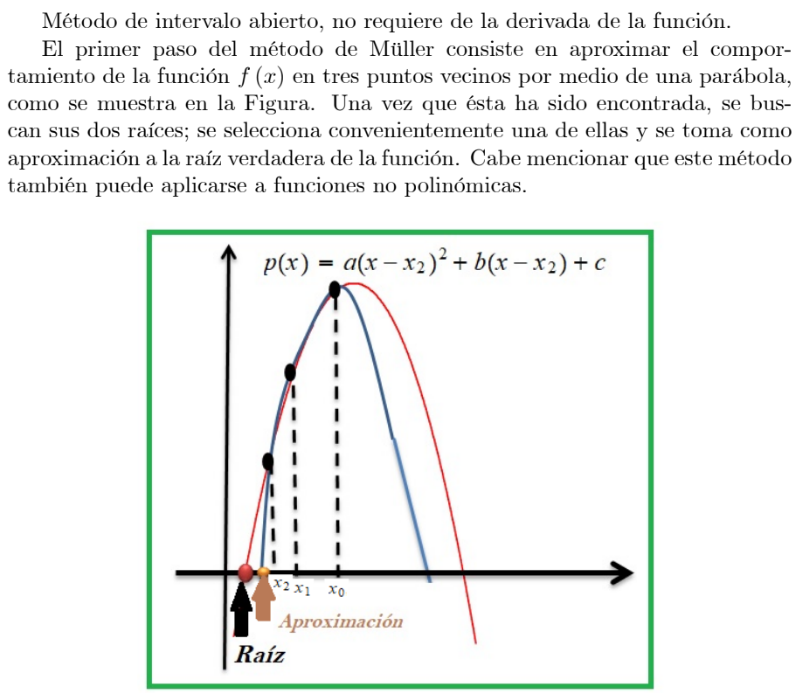 Método de intervalo abierto, no requiere de la derivada de la función.
El primer paso del método de Müller consiste en aproximar el compor-
tamiento de la función f (x) en tres puntos vecinos por medio de una parábola,
como se muestra en la Figura. Una vez que ésta ha sido encontrada, se bus-
can sus dos raíces; se selecciona convenientemente una de ellas y se toma como
aproximación a la raíz verdadera de la función. Cabe mencionar que este método
también puede aplicarse a funciones no polinómicas.
p(x) = a(x − x₂)² + b(x − x₂) + c
x₂ x₁ x₀
Aproximación
Raíz